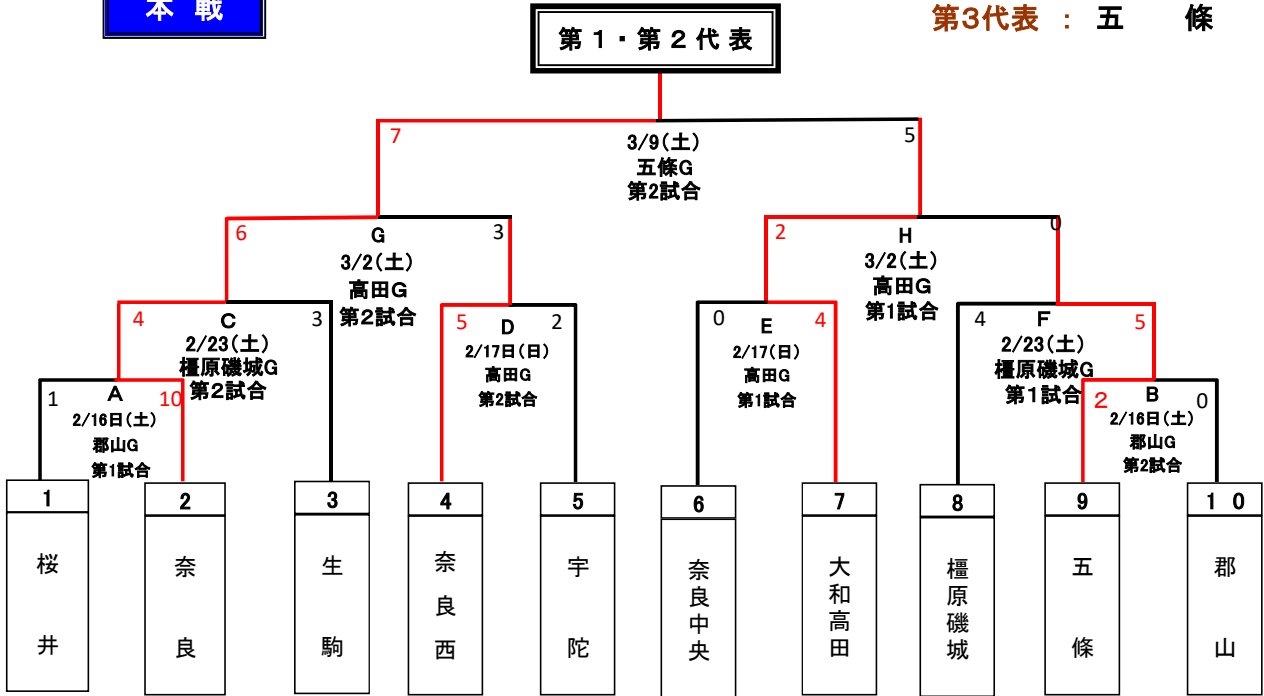 本 戦
第3代表 : 五 條
第1・第2代表
7
3/9(土)
五條G
第2試合
5
6
G
3/2(土)
高田G
第2試合
3
2
H
3/2(土)
高田G
第1試合
0
4
C
2/23(土)
橿原磯城G
第2試合
3
5
D
2/17日(日)
高田G
第2試合
2
0
E
2/17(日)
高田G
第1試合
4
4
F
2/23(土)
橿原磯城G
第1試合
5
1
A
2/16日(土)
郡山G
第1試合
10
2
B
2/16日(土)
郡山G
第2試合
0
1
桜井
2
奈良
3
生駒
4
奈良西
5
宇陀
6
奈良中央
7
大和高田
8
橿原磯城
9
五條
10
郡山